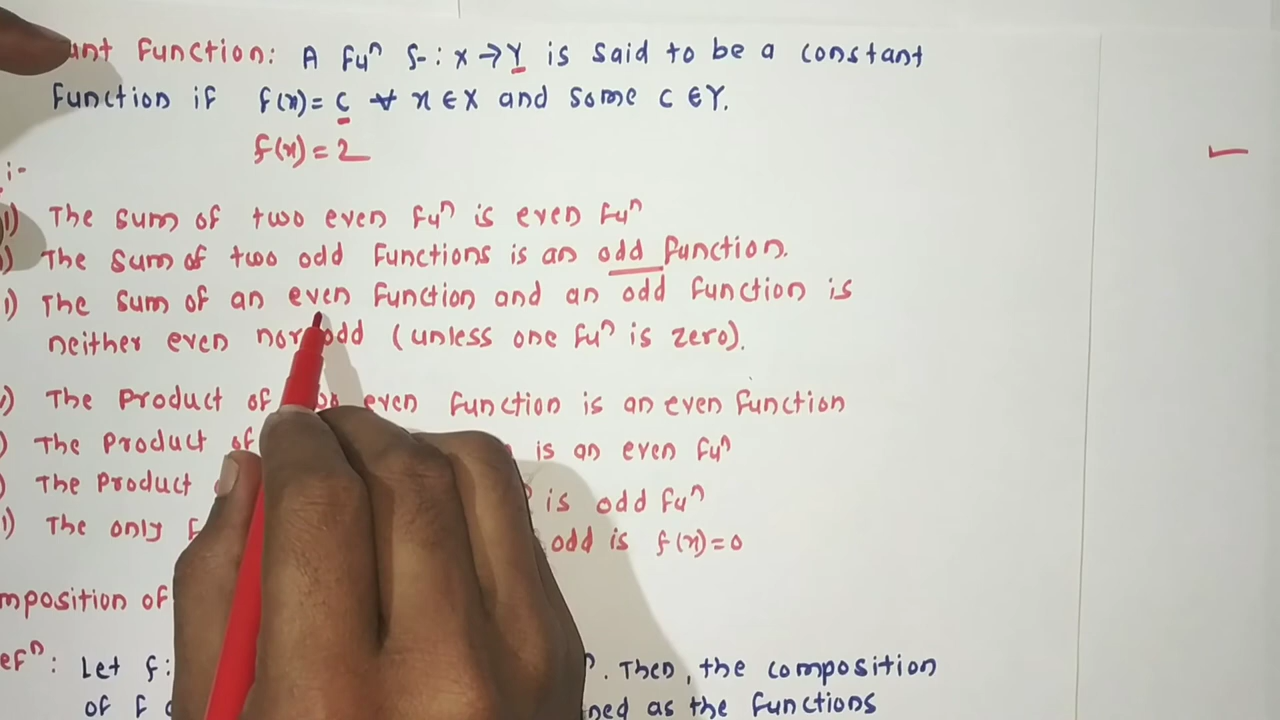 Function: A Fuⁿ f-: x → Y is said to be a constant
Function if f(x) = c ∀ x ∈ X and some c ∈ Y.
f(x) = 2
:-
The sum of two even Fuⁿ is even Fuⁿ
The sum of two odd Functions is an odd function.
The sum of an even function and an odd function is
neither even nor odd (unless one Fuⁿ is zero).
The Product of even function is an even function
The Product of is an even Fuⁿ
The Product is odd Fuⁿ
The only odd is f(x)=0
of
Let f: . Then, the composition
of f as the functions